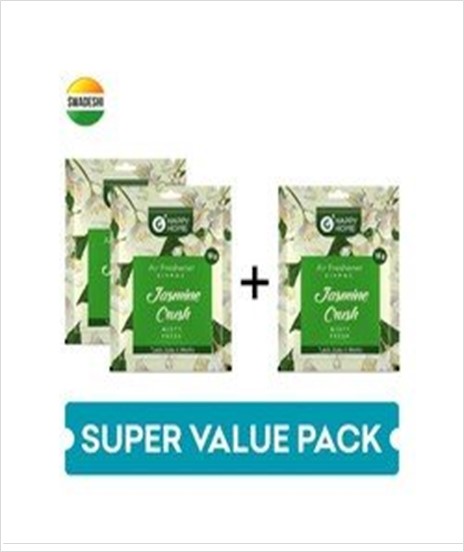 SWADESHI
G HAPPY
HOME
Air Freshener
Jasmine
Crush
MISTY
FRESH
+
G HAPPY
HOME
Air Freshener
Jasmine
Crush
MISTY
FRESH
SUPER VALUE PACK